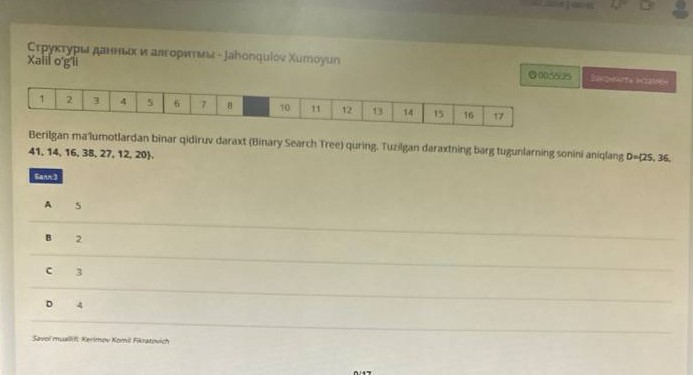 Структуры данных и алгоритмы - Jahonqulov Xumoyun
Xalil o'g'li
00:55:25
Закончить экзамен
1 2 3 4 5 6 7 8 10 11 12 13 14 15 16 17
Berilgan ma'lumotlardan binar qidiruv daraxt (Binary Search Tree) quring. Tuzilgan daraxtning barg tugunlarning sonini aniqlang D={25, 36,
41, 14, 16, 38, 27, 12, 20}.
Балл:3
A 5
B 2
C 3
D 4
Savol muallifi: Kerimov Komil Fikratovich
0/17